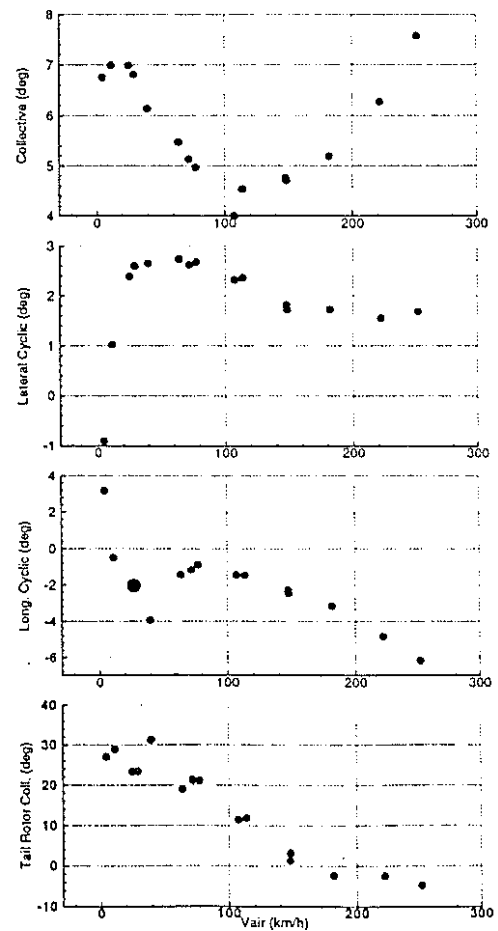 8
7
6
5
4
Collective (deg)
0 100 200 300
3
2
1
0
-1
Lateral Cyclic (deg)
0 100 200 300
4
2
0
-2
-4
-6
Long. Cyclic (deg)
0 100 200 300
40
30
20
10
0
-10
Tail Rotor Coll. (deg)
0 100 200 300
Vair (km/h)